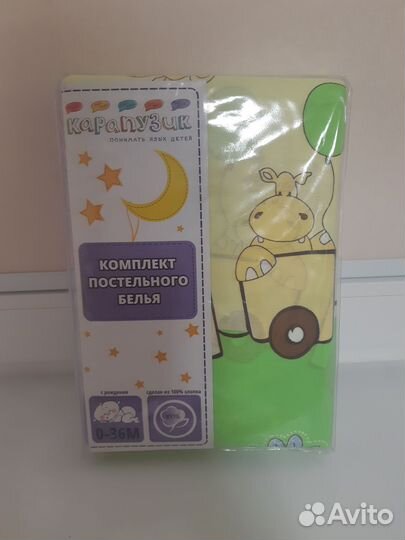 Карапузик
ПОНИМАТЬ ЯЗЫК ДЕТЕЙ
КОМПЛЕКТ
ПОСТЕЛЬНОГО
БЕЛЬЯ
с рождения
сделан из 100% хлопка
0-36М
Avito